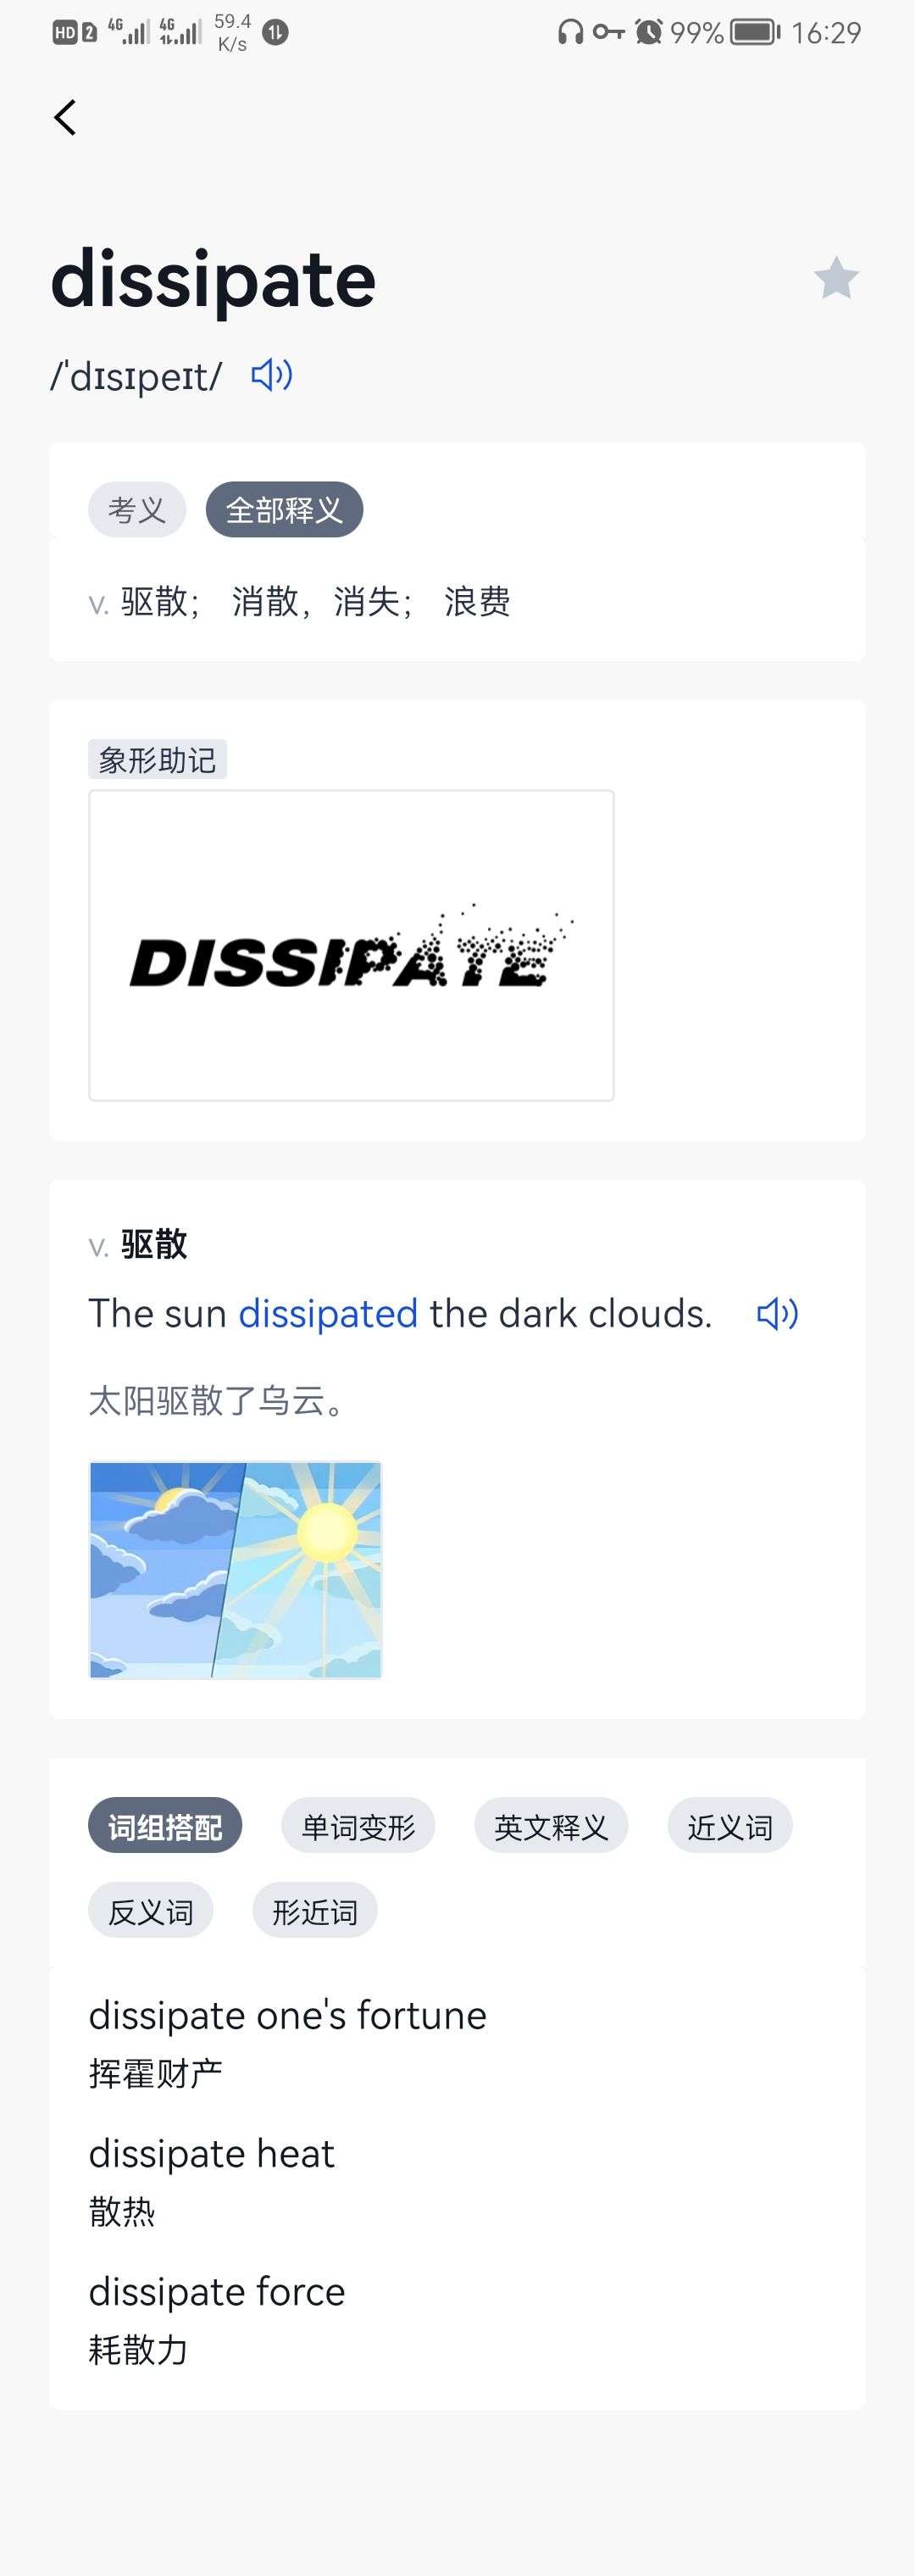 HD 2 4G 4G 59.4 K/s 99% 16:29
dissipate
/ˈdɪsɪpeɪt/
考义 全部释义
v. 驱散； 消散，消失； 浪费
象形助记
DISSIPATE
v. 驱散
The sun dissipated the dark clouds.
太阳驱散了乌云。
词组搭配 单词变形 英文释义 近义词
反义词 形近词
dissipate one's fortune
挥霍财产
dissipate heat
散热
dissipate force
耗散力